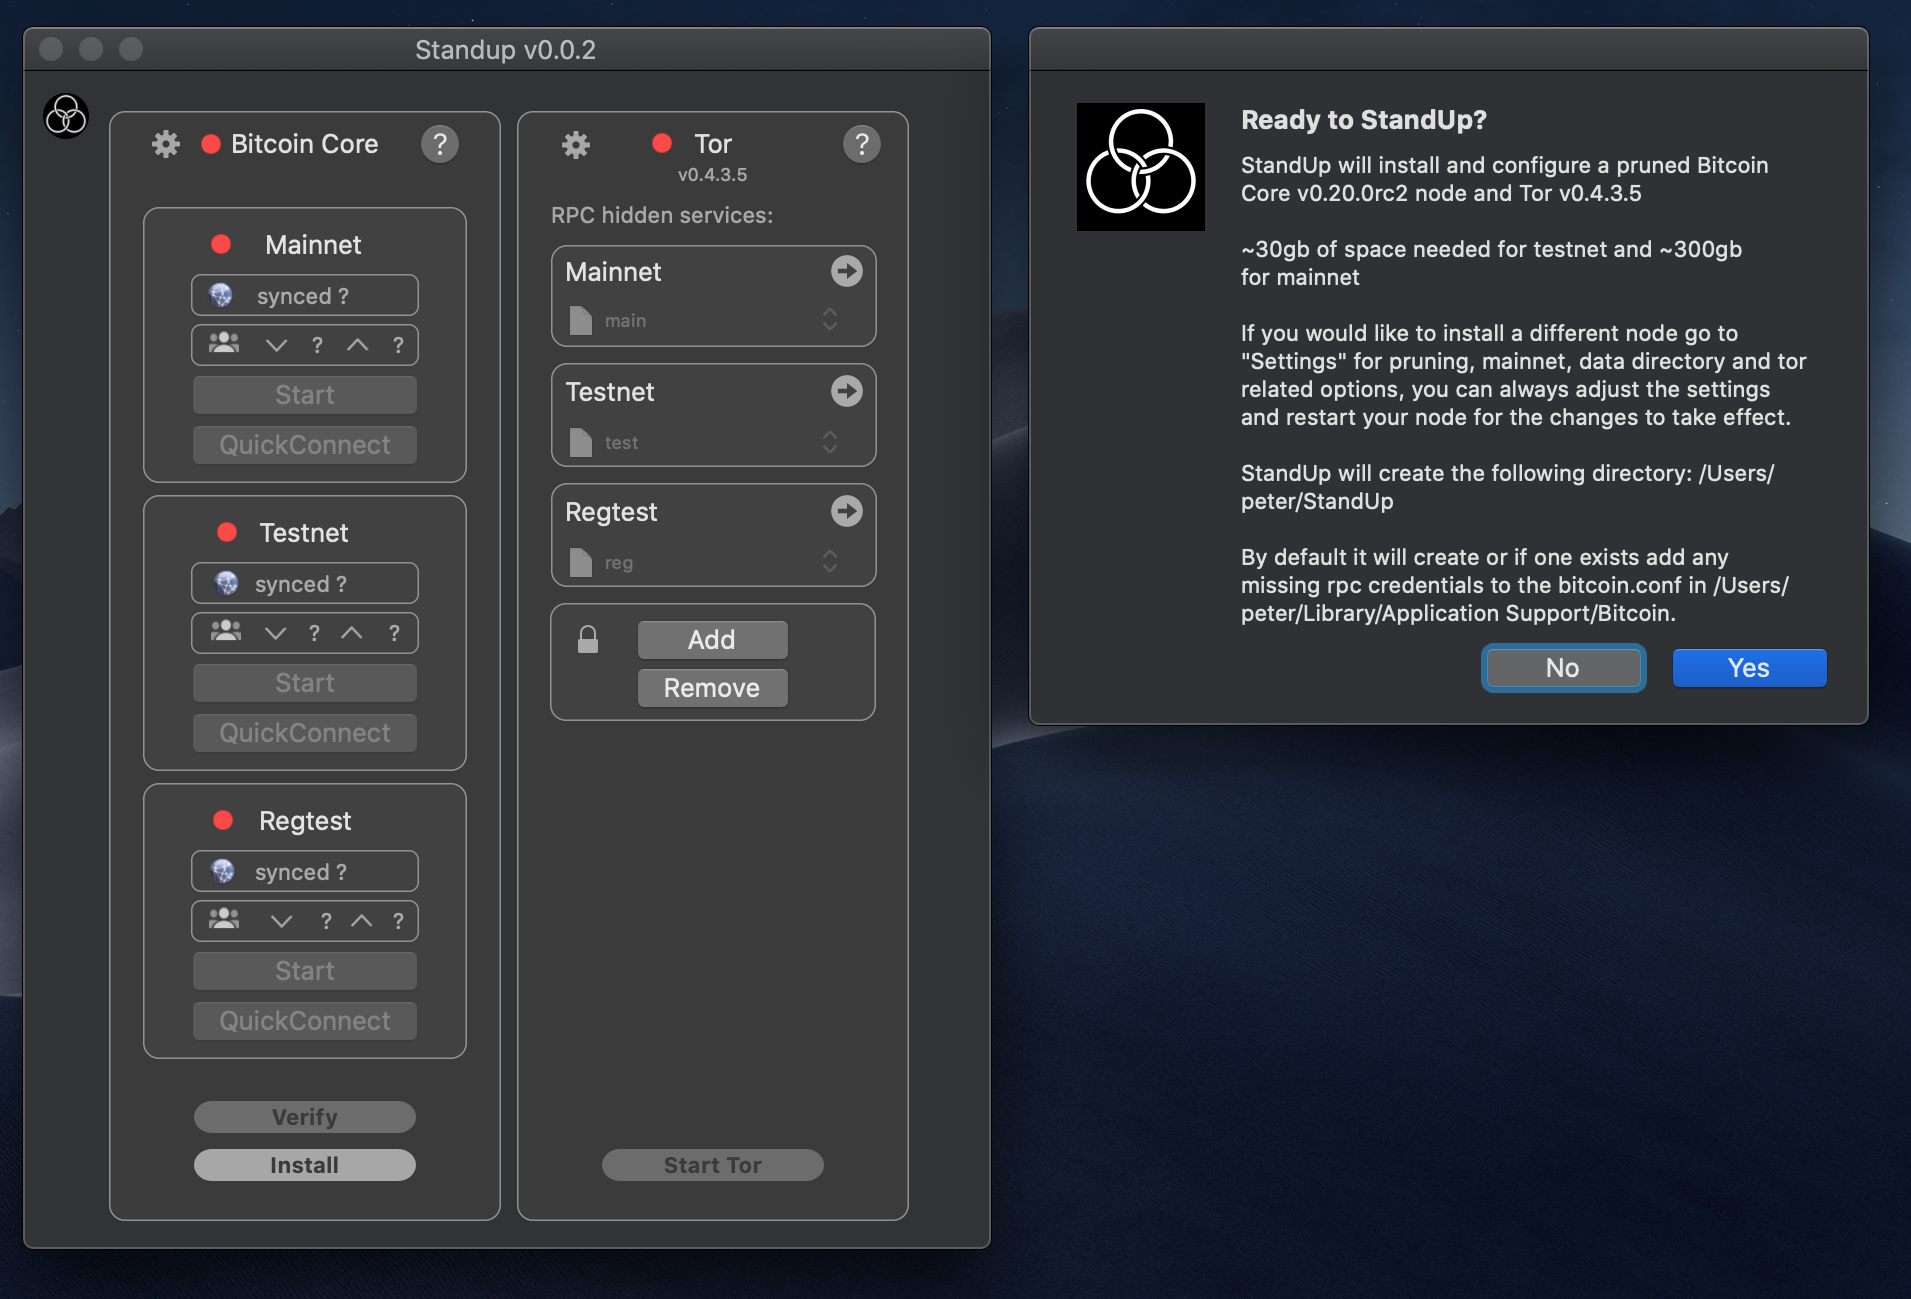 Standup v0.0.2
Bitcoin Core
?
Mainnet
synced ?
? ?
Start
QuickConnect
Testnet
synced ?
? ?
Start
QuickConnect
Regtest
synced ?
? ?
Start
QuickConnect
Verify
Install
Tor
?
v0.4.3.5
RPC hidden services:
Mainnet
main
Testnet
test
Regtest
reg
Add
Remove
Start Tor
Ready to StandUp?
StandUp will install and configure a pruned Bitcoin
Core v0.20.0rc2 node and Tor v0.4.3.5
~30gb of space needed for testnet and ~300gb
for mainnet
If you would like to install a different node go to
"Settings" for pruning, mainnet, data directory and tor
related options, you can always adjust the settings
and restart your node for the changes to take effect.
StandUp will create the following directory: /Users/
peter/StandUp
By default it will create or if one exists add any
missing rpc credentials to the bitcoin.conf in /Users/
peter/Library/Application Support/Bitcoin.
No
Yes